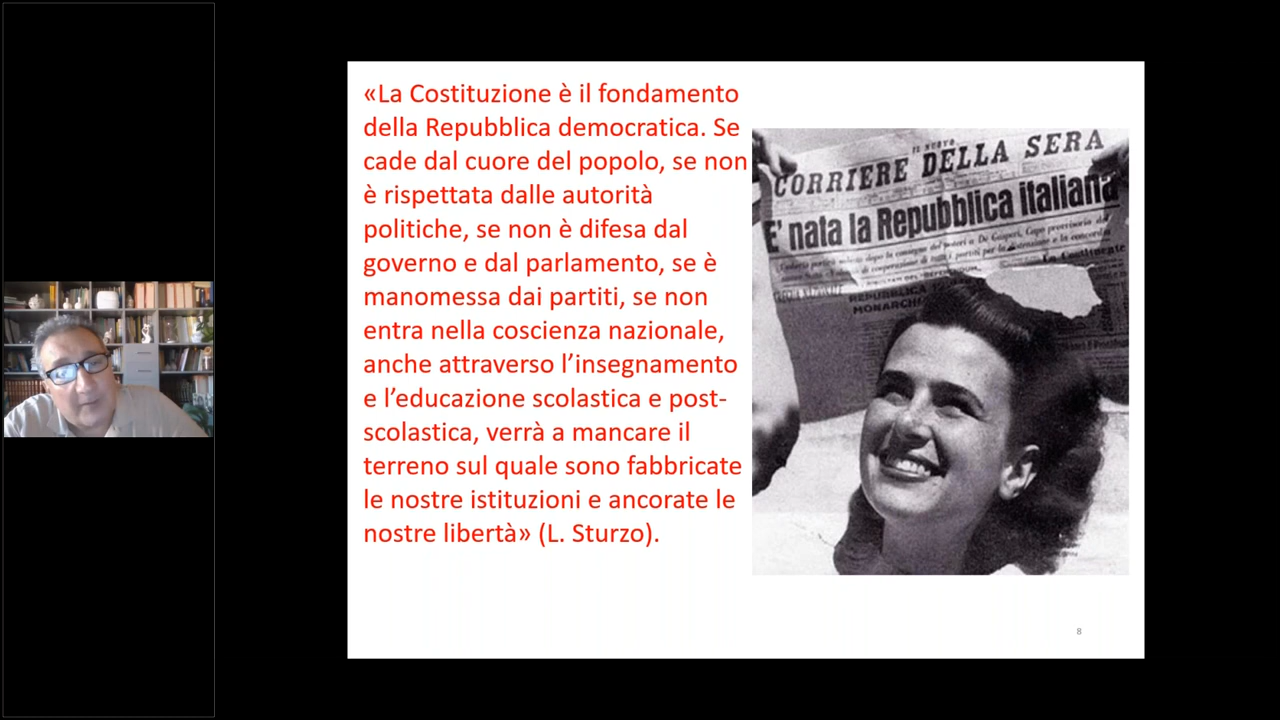 «La Costituzione è il fondamento
della Repubblica democratica. Se
cade dal cuore del popolo, se non
è rispettata dalle autorità
politiche, se non è difesa dal
governo e dal parlamento, se è
manomessa dai partiti, se non
entra nella coscienza nazionale,
anche attraverso l’insegnamento
e l’educazione scolastica e post-
scolastica, verrà a mancare il
terreno sul quale sono fabbricate
le nostre istituzioni e ancorate le
nostre libertà» (L. Sturzo).
IL NUOVO
CORRIERE DELLA SERA
E' nata la Repubblica italiana
REPUBBLICA
MONARCHI
8